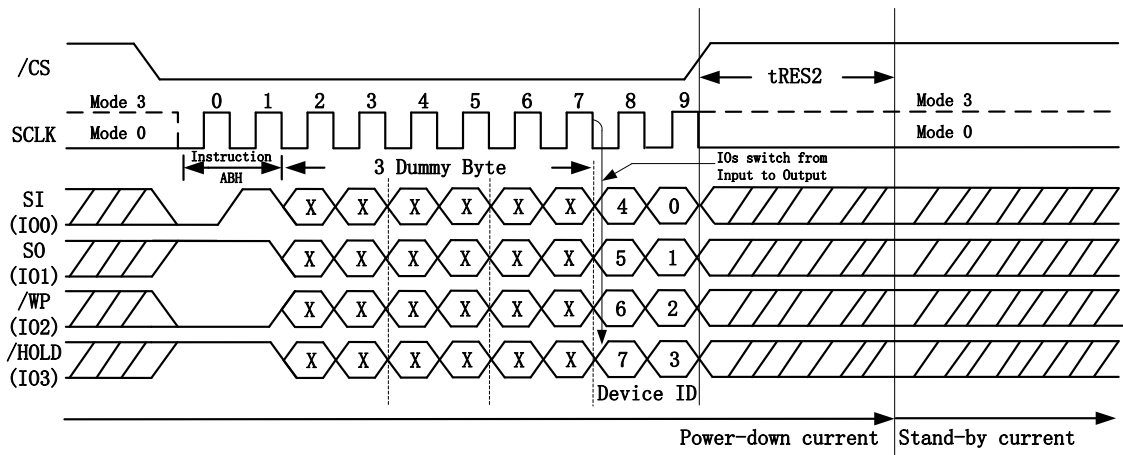 /CS
tRES2
Mode 3
0 1 2 3 4 5 6 7 8 9
Mode 3
SCLK
Mode 0
Mode 0
Instruction
ABH
3 Dummy Byte
IOs switch from
Input to Output
SI
(IO0)
X X X X X X 4 0
SO
(IO1)
X X X X X X 5 1
/WP
(IO2)
X X X X X X 6 2
/HOLD
(IO3)
X X X X X X 7 3
Device ID
Power-down current
Stand-by current